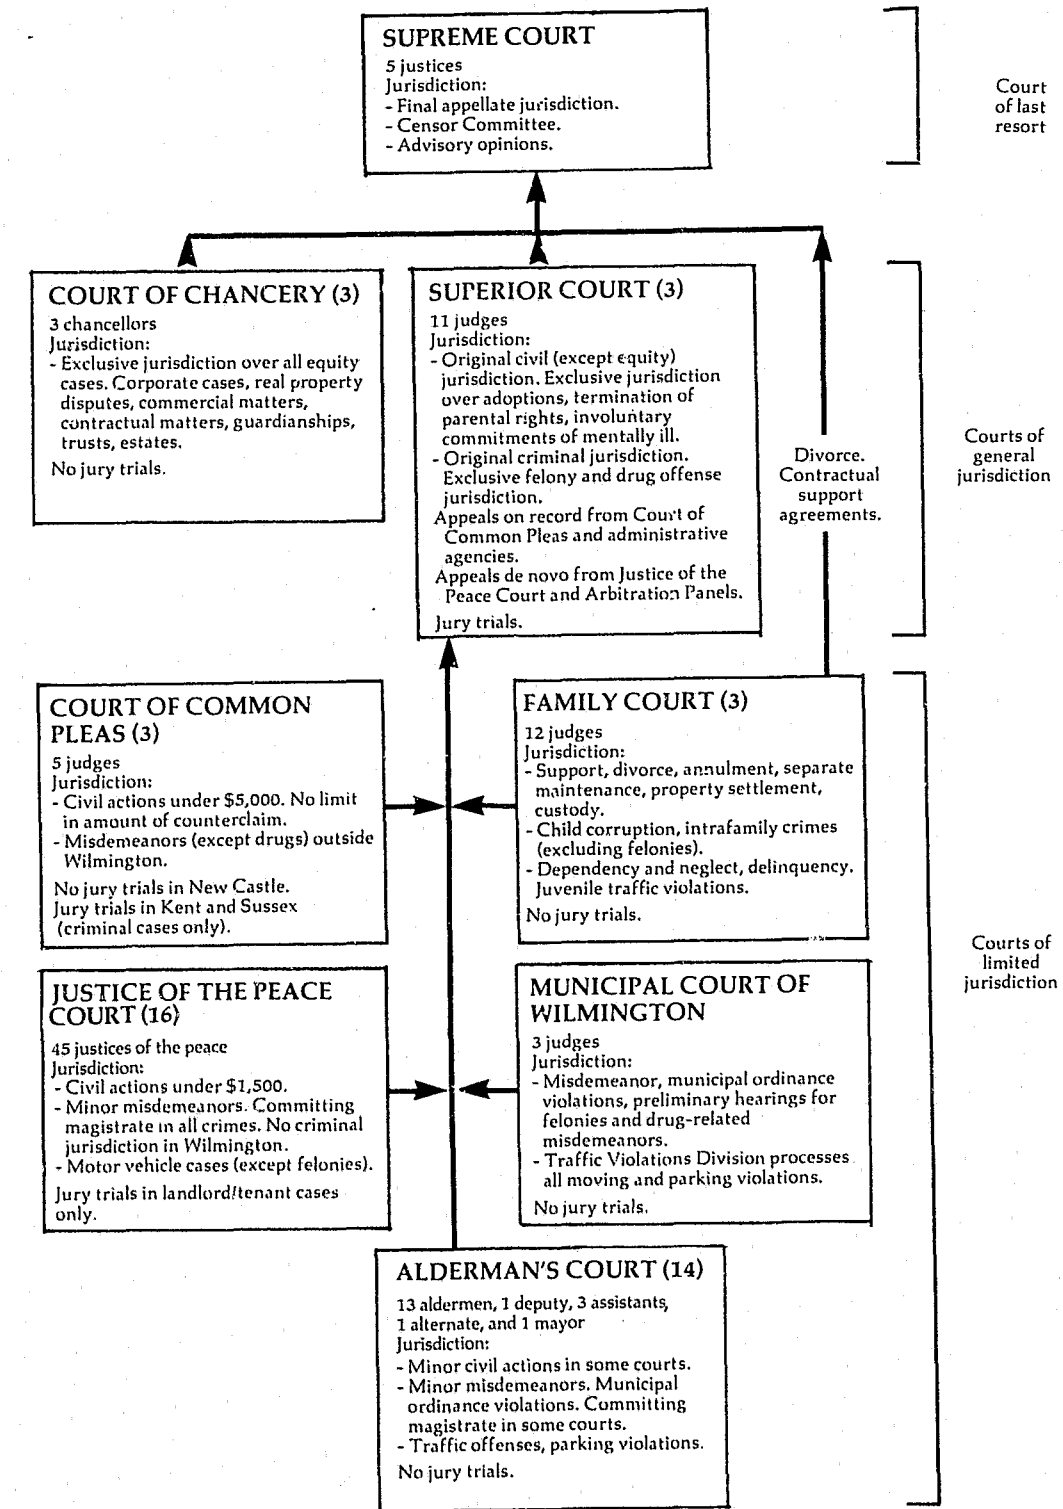 SUPREME COURT
5 justices
Jurisdiction:
- Final appellate jurisdiction.
- Censor Committee.
- Advisory opinions.
Court
of last
resort
COURT OF CHANCERY (3)
3 chancellors
Jurisdiction:
- Exclusive jurisdiction over all equity
cases. Corporate cases, real property
disputes, commercial matters,
contractual matters, guardianships,
trusts, estates.
No jury trials.
SUPERIOR COURT (3)
11 judges
Jurisdiction:
- Original civil (except equity)
jurisdiction. Exclusive jurisdiction
over adoptions, termination of
parental rights, involuntary
commitments of mentally ill.
- Original criminal jurisdiction.
Exclusive felony and drug offense
jurisdiction.
Appeals on record from Court of
Common Pleas and administrative
agencies.
Appeals de novo from Justice of the
Peace Court and Arbitration Panels.
Jury trials.
Divorce.
Contractual
support
agreements.
Courts of
general
jurisdiction
COURT OF COMMON
PLEAS (3)
5 judges
Jurisdiction:
- Civil actions under $5,000. No limit
in amount of counterclaim.
- Misdemeanors (except drugs) outside
Wilmington.
No jury trials in New Castle.
Jury trials in Kent and Sussex
(criminal cases only).
FAMILY COURT (3)
12 judges
Jurisdiction:
- Support, divorce, annulment, separate
maintenance, property settlement,
custody.
- Child corruption, intrafamily crimes
(excluding felonies).
- Dependency and neglect, delinquency.
Juvenile traffic violations.
No jury trials.
JUSTICE OF THE PEACE
COURT (16)
45 justices of the peace
Jurisdiction:
- Civil actions under $1,500.
- Minor misdemeanors. Committing
magistrate in all crimes. No criminal
jurisdiction in Wilmington.
- Motor vehicle cases (except felonies).
Jury trials in landlord/tenant cases
only.
MUNICIPAL COURT OF
WILMINGTON
3 judges
Jurisdiction:
- Misdemeanor, municipal ordinance
violations, preliminary hearings for
felonies and drug-related
misdemeanors.
- Traffic Violations Division processes
all moving and parking violations.
No jury trials.
Courts of
limited
jurisdiction
ALDERMAN'S COURT (14)
13 aldermen, 1 deputy, 3 assistants,
1 alternate, and 1 mayor
Jurisdiction:
- Minor civil actions in some courts.
- Minor misdemeanors. Municipal
ordinance violations. Committing
magistrate in some courts.
- Traffic offenses, parking violations.
No jury trials.